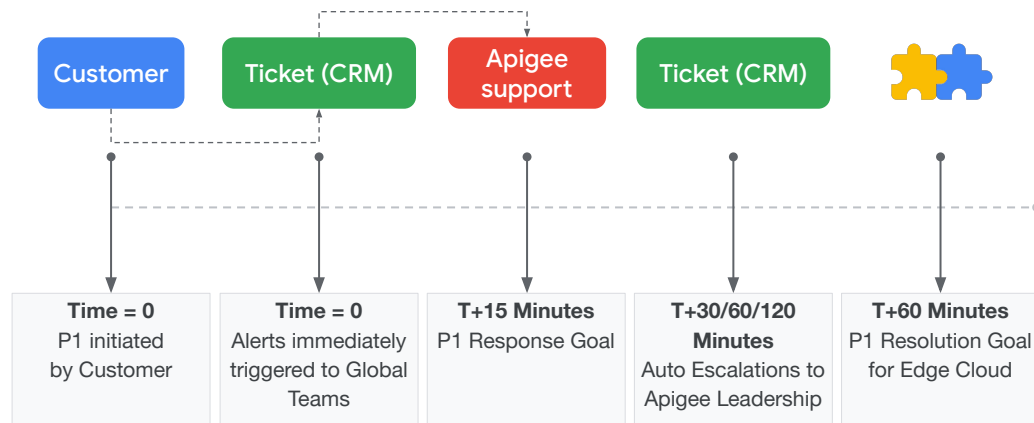 Customer
Ticket (CRM)
Apigee
support
Ticket (CRM)
Time = 0
P1 initiated
by Customer
Time = 0
Alerts immediately
triggered to Global
Teams
T+15 Minutes
P1 Response Goal
T+30/60/120
Minutes
Auto Escalations to
Apigee Leadership
T+60 Minutes
P1 Resolution Goal
for Edge Cloud